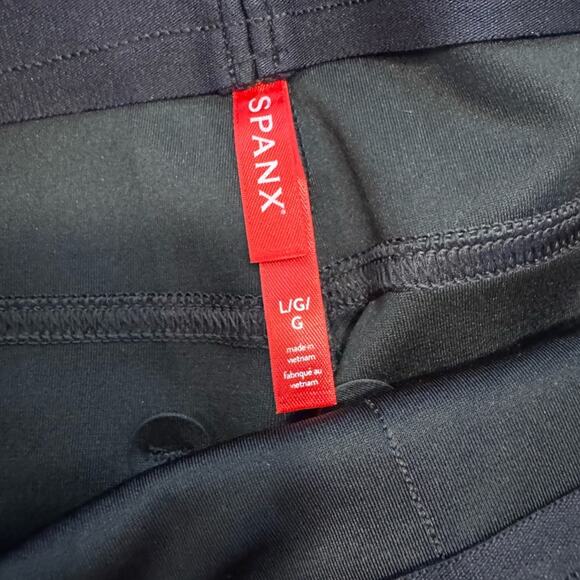 SPANX®
L/G/
G
made in
vietnam
fabriqué au
vietnam